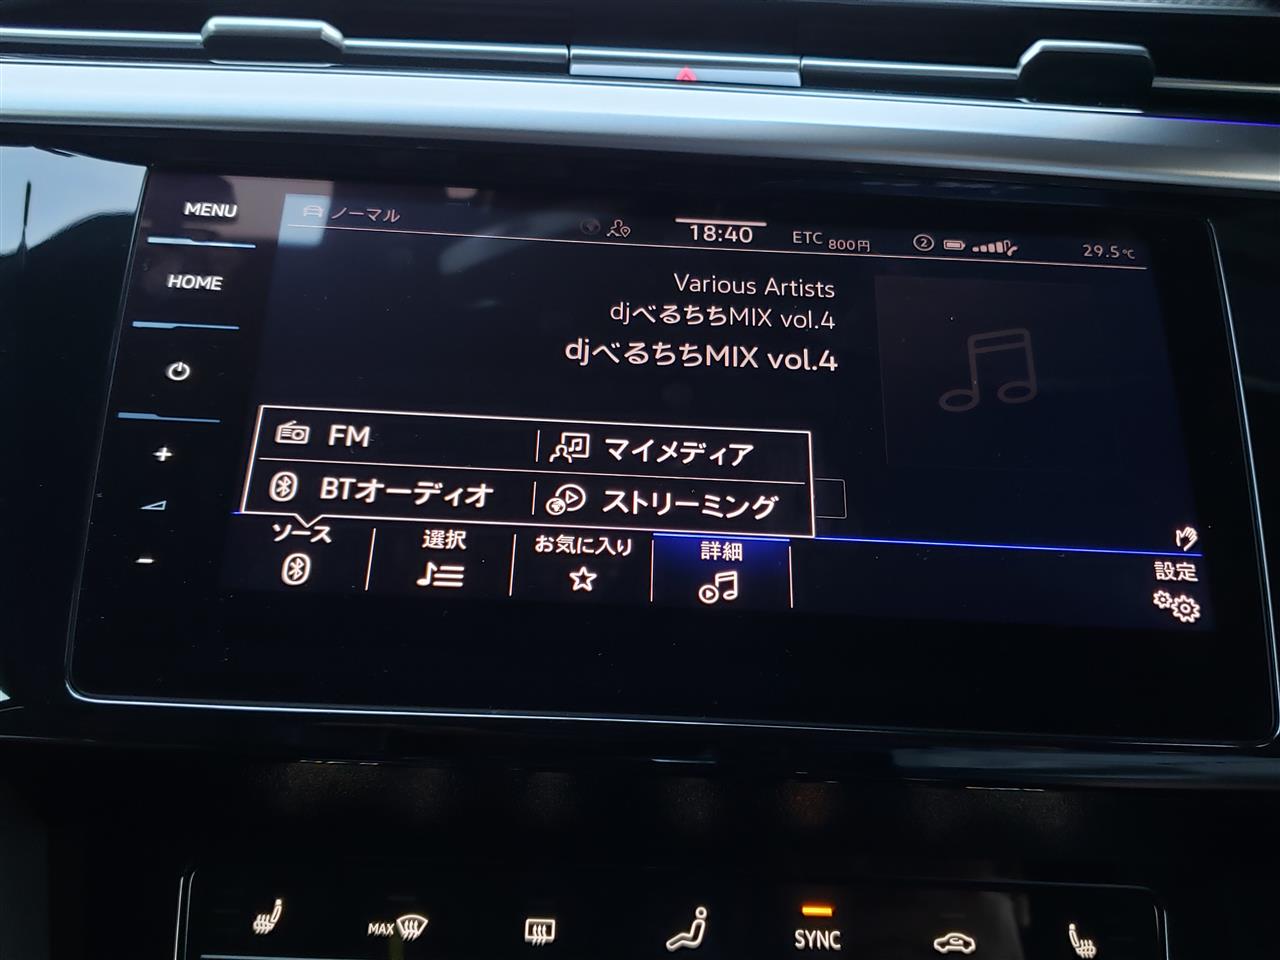 MENU
HOME
ノーマル
18:40
ETC 800円
2
29.5℃
Various Artists
djべるちちMIX vol.4
djべるちちMIX vol.4
FM
マイメディア
BTオーディオ
ストリーミング
ソース
選択
お気に入り
詳細
設定
+
-
MAX
SYNC